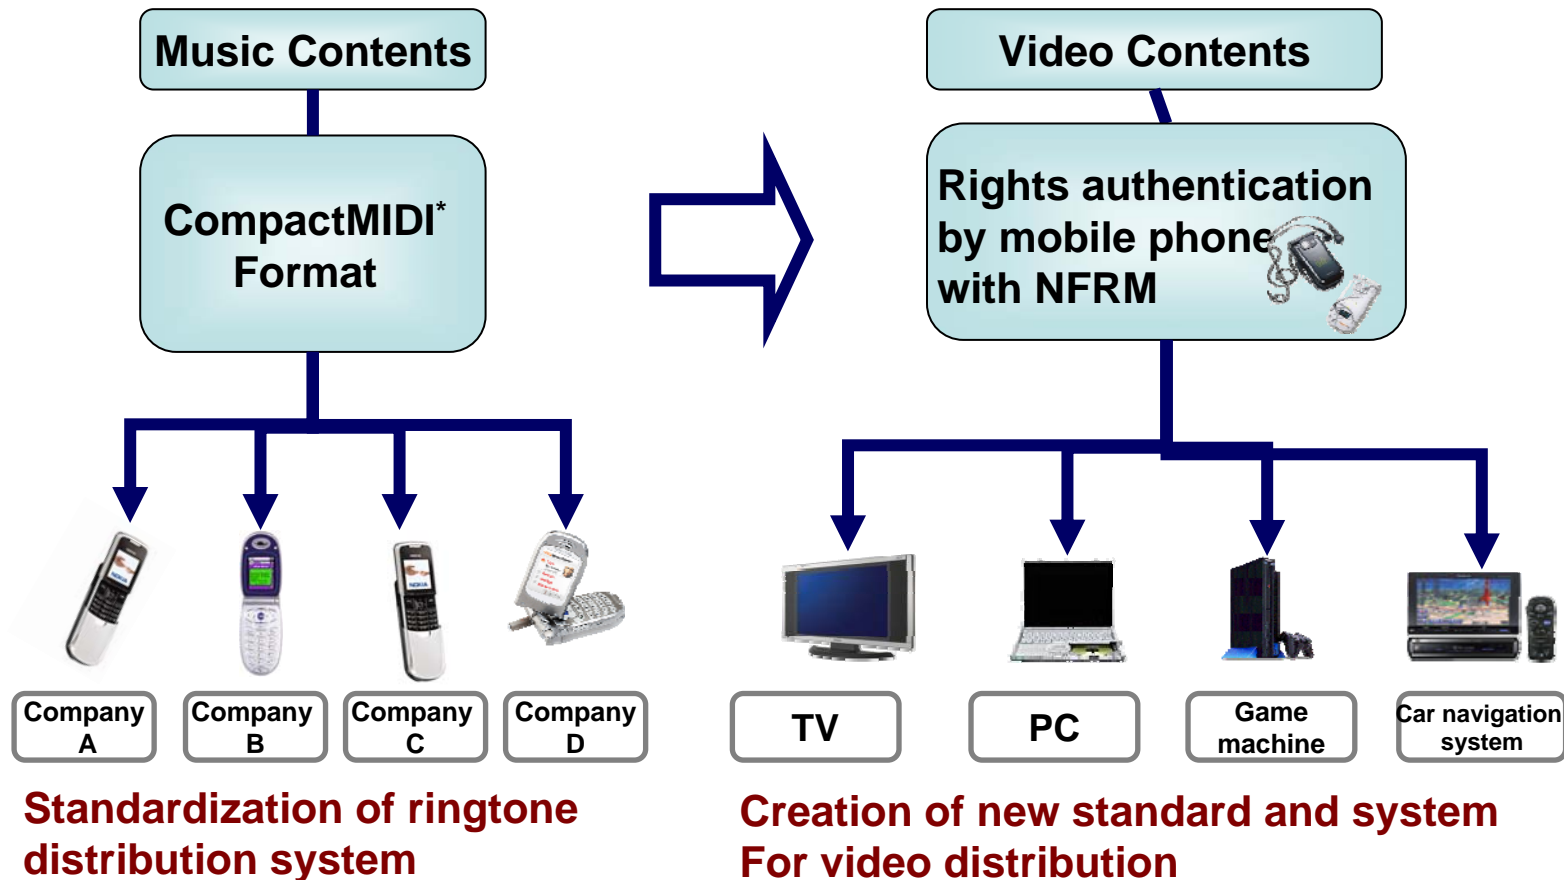 Music Contents
CompactMIDI*
Format
Company
A
Company
B
Company
C
Company
D
Standardization of ringtone
distribution system
Video Contents
Rights authentication
by mobile phone
with NFRM
TV
PC
Game
machine
Car navigation
system
Creation of new standard and system
For video distribution
NOKIA
NOKIA